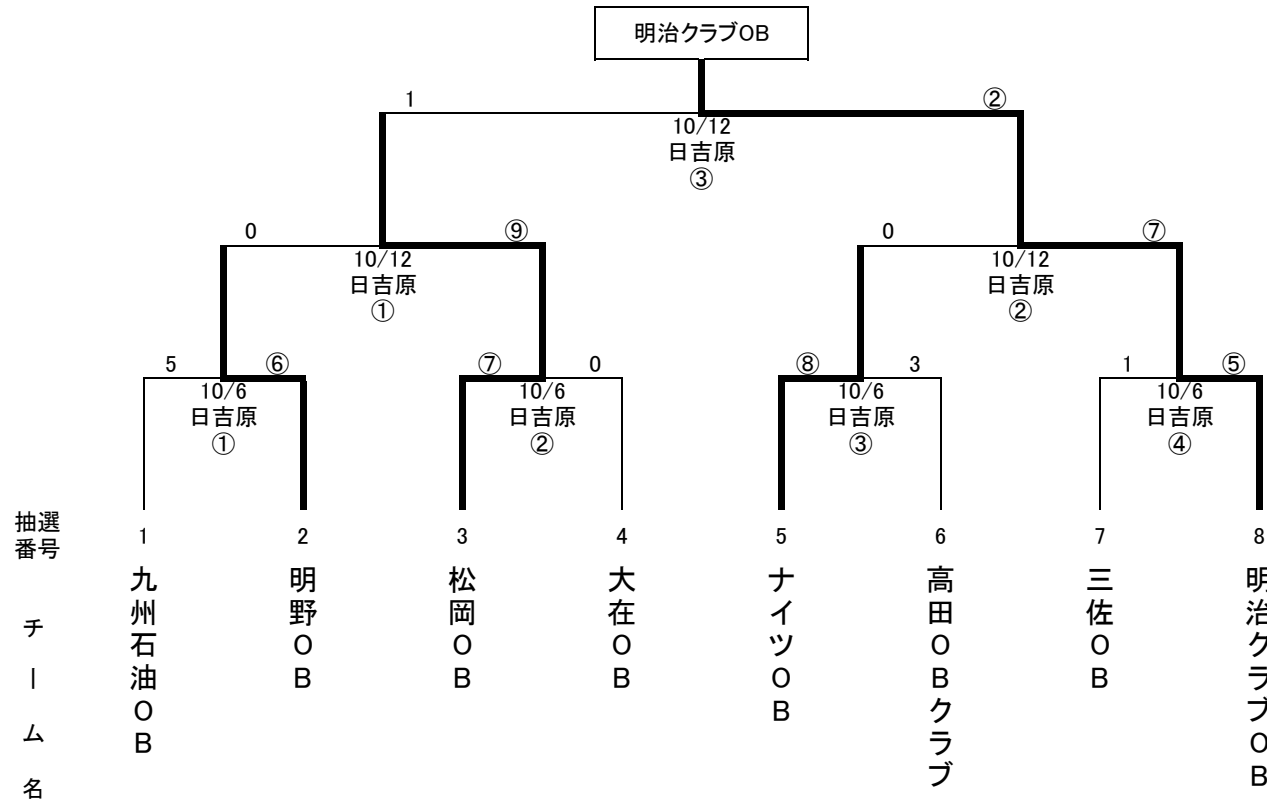 明治クラブOB
1
②
10/12
日吉原
③
0
⑨
0
⑦
10/12
日吉原
①
10/12
日吉原
②
5
⑥
⑦
0
⑧
3
1
⑤
10/6
日吉原
①
10/6
日吉原
②
10/6
日吉原
③
10/6
日吉原
④
抽選
番号
1
2
3
4
5
6
7
8
チーム名
九州石油OB
明野OB
松岡OB
大在OB
ナイツOB
高田OBクラブ
三佐OB
明治クラブOB